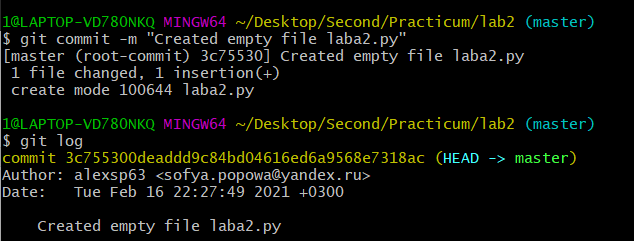 1@LAPTOP-VD780NKQ MINGW64 ~/Desktop/Second/Practicum/lab2 (master)
$ git commit -m "Created empty file laba2.py"
[master (root-commit) 3c75530] Created empty file laba2.py
 1 file changed, 1 insertion(+)
 create mode 100644 laba2.py
1@LAPTOP-VD780NKQ MINGW64 ~/Desktop/Second/Practicum/lab2 (master)
$ git log
commit 3c755300deaddd9c84bd04616ed6a9568e7318ac (HEAD -> master)
Author: alexsp63 <sofya.popowa@yandex.ru>
Date:   Tue Feb 16 22:27:49 2021 +0300
    Created empty file laba2.py